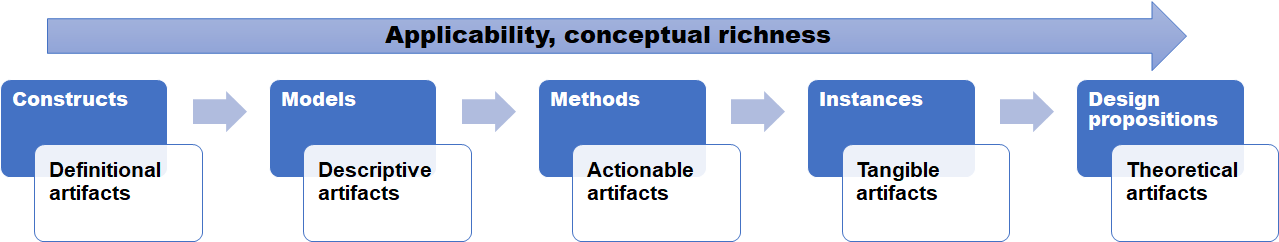 Applicability, conceptual richness
Constructs
Definitional
artifacts
Models
Descriptive
artifacts
Methods
Actionable
artifacts
Instances
Tangible
artifacts
Design
propositions
Theoretical
artifacts